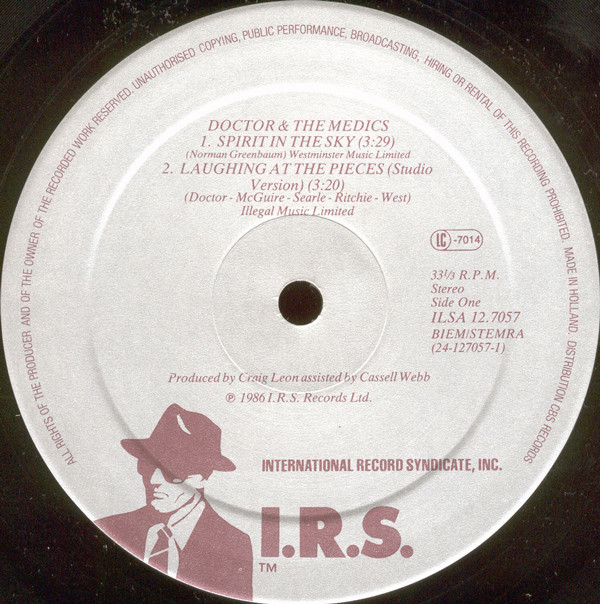 ALL RIGHTS OF THE PRODUCER AND OF THE OWNER OF THE RECORDED WORK RESERVED. UNAUTHORISED COPYING, PUBLIC PERFORMANCE, BROADCASTING, HIRING OR RENTAL OF THIS RECORDING PROHIBITED. MADE IN HOLLAND. DISTRIBUTION CBS RECORDS
DOCTOR & THE MEDICS
1. SPIRIT IN THE SKY (3:29)
(Norman Greenbaum) Westminster Music Limited
2. LAUGHING AT THE PIECES (Studio
Version) (3:20)
(Doctor - McGuire - Searle - Ritchie - West)
Illegal Music Limited
LC -7014
33 1/3 R.P.M.
Stereo
Side One
ILSA 12.7057
BIEM/STEMRA
(24-127057-1)
Produced by Craig Leon assisted by Cassell Webb
℗ 1986 I.R.S. Records Ltd.
INTERNATIONAL RECORD SYNDICATE, INC.
I.R.S.
TM